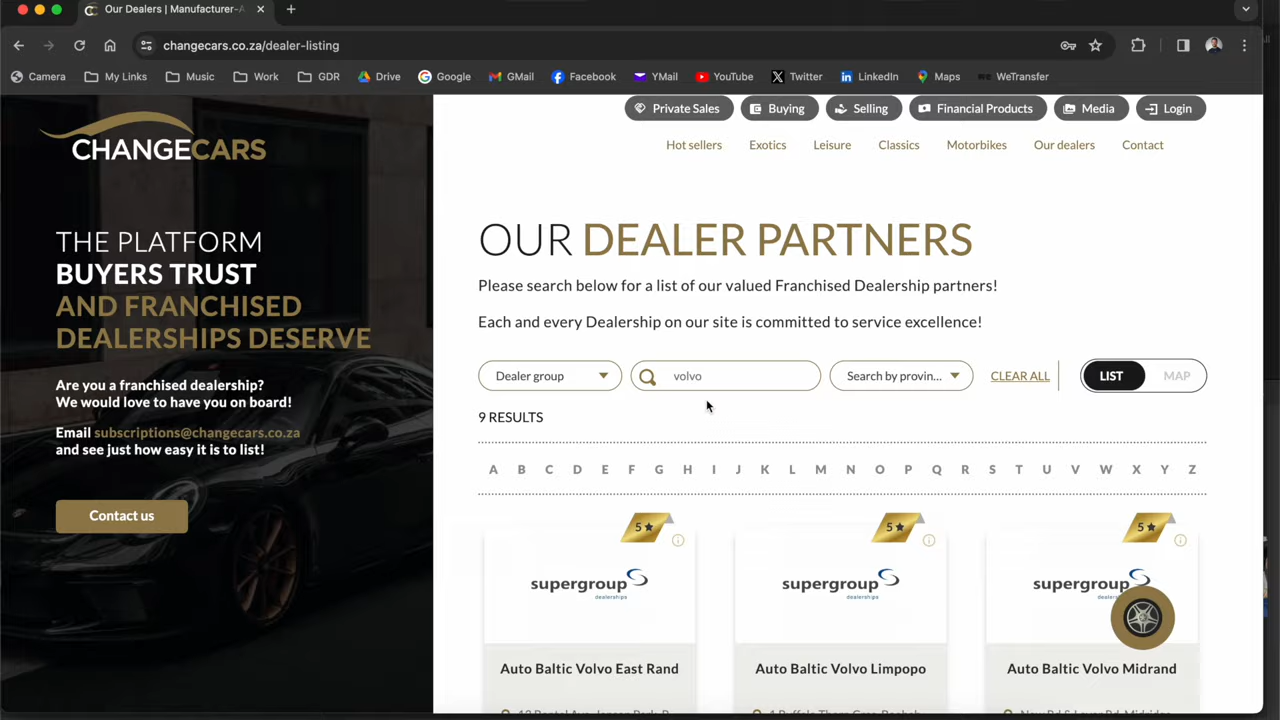 Our Dealers | Manufacturer-A
changecars.co.za/dealer-listing
Camera My Links Music Work GDR Drive Google GMail Facebook YMail YouTube Twitter LinkedIn Maps WeTransfer
CHANGECARS
THE PLATFORM
BUYERS TRUST
AND FRANCHISED
DEALERSHIPS DESERVE
Are you a franchised dealership?
We would love to have you on board!
Email subscriptions@changecars.co.za
and see just how easy it is to list!
Contact us
Private Sales Buying Selling Financial Products Media Login
Hot sellers Exotics Leisure Classics Motorbikes Our dealers Contact
OUR DEALER PARTNERS
Please search below for a list of our valued Franchised Dealership partners!
Each and every Dealership on our site is committed to service excellence!
Dealer group volvo Search by provin... CLEAR ALL LIST MAP
9 RESULTS
A B C D E F G H I J K L M N O P Q R S T U V W X Y Z
5 5 5
supergroup supergroup supergroup
dealerships dealerships dealerships
Auto Baltic Volvo East Rand Auto Baltic Volvo Limpopo Auto Baltic Volvo Midrand